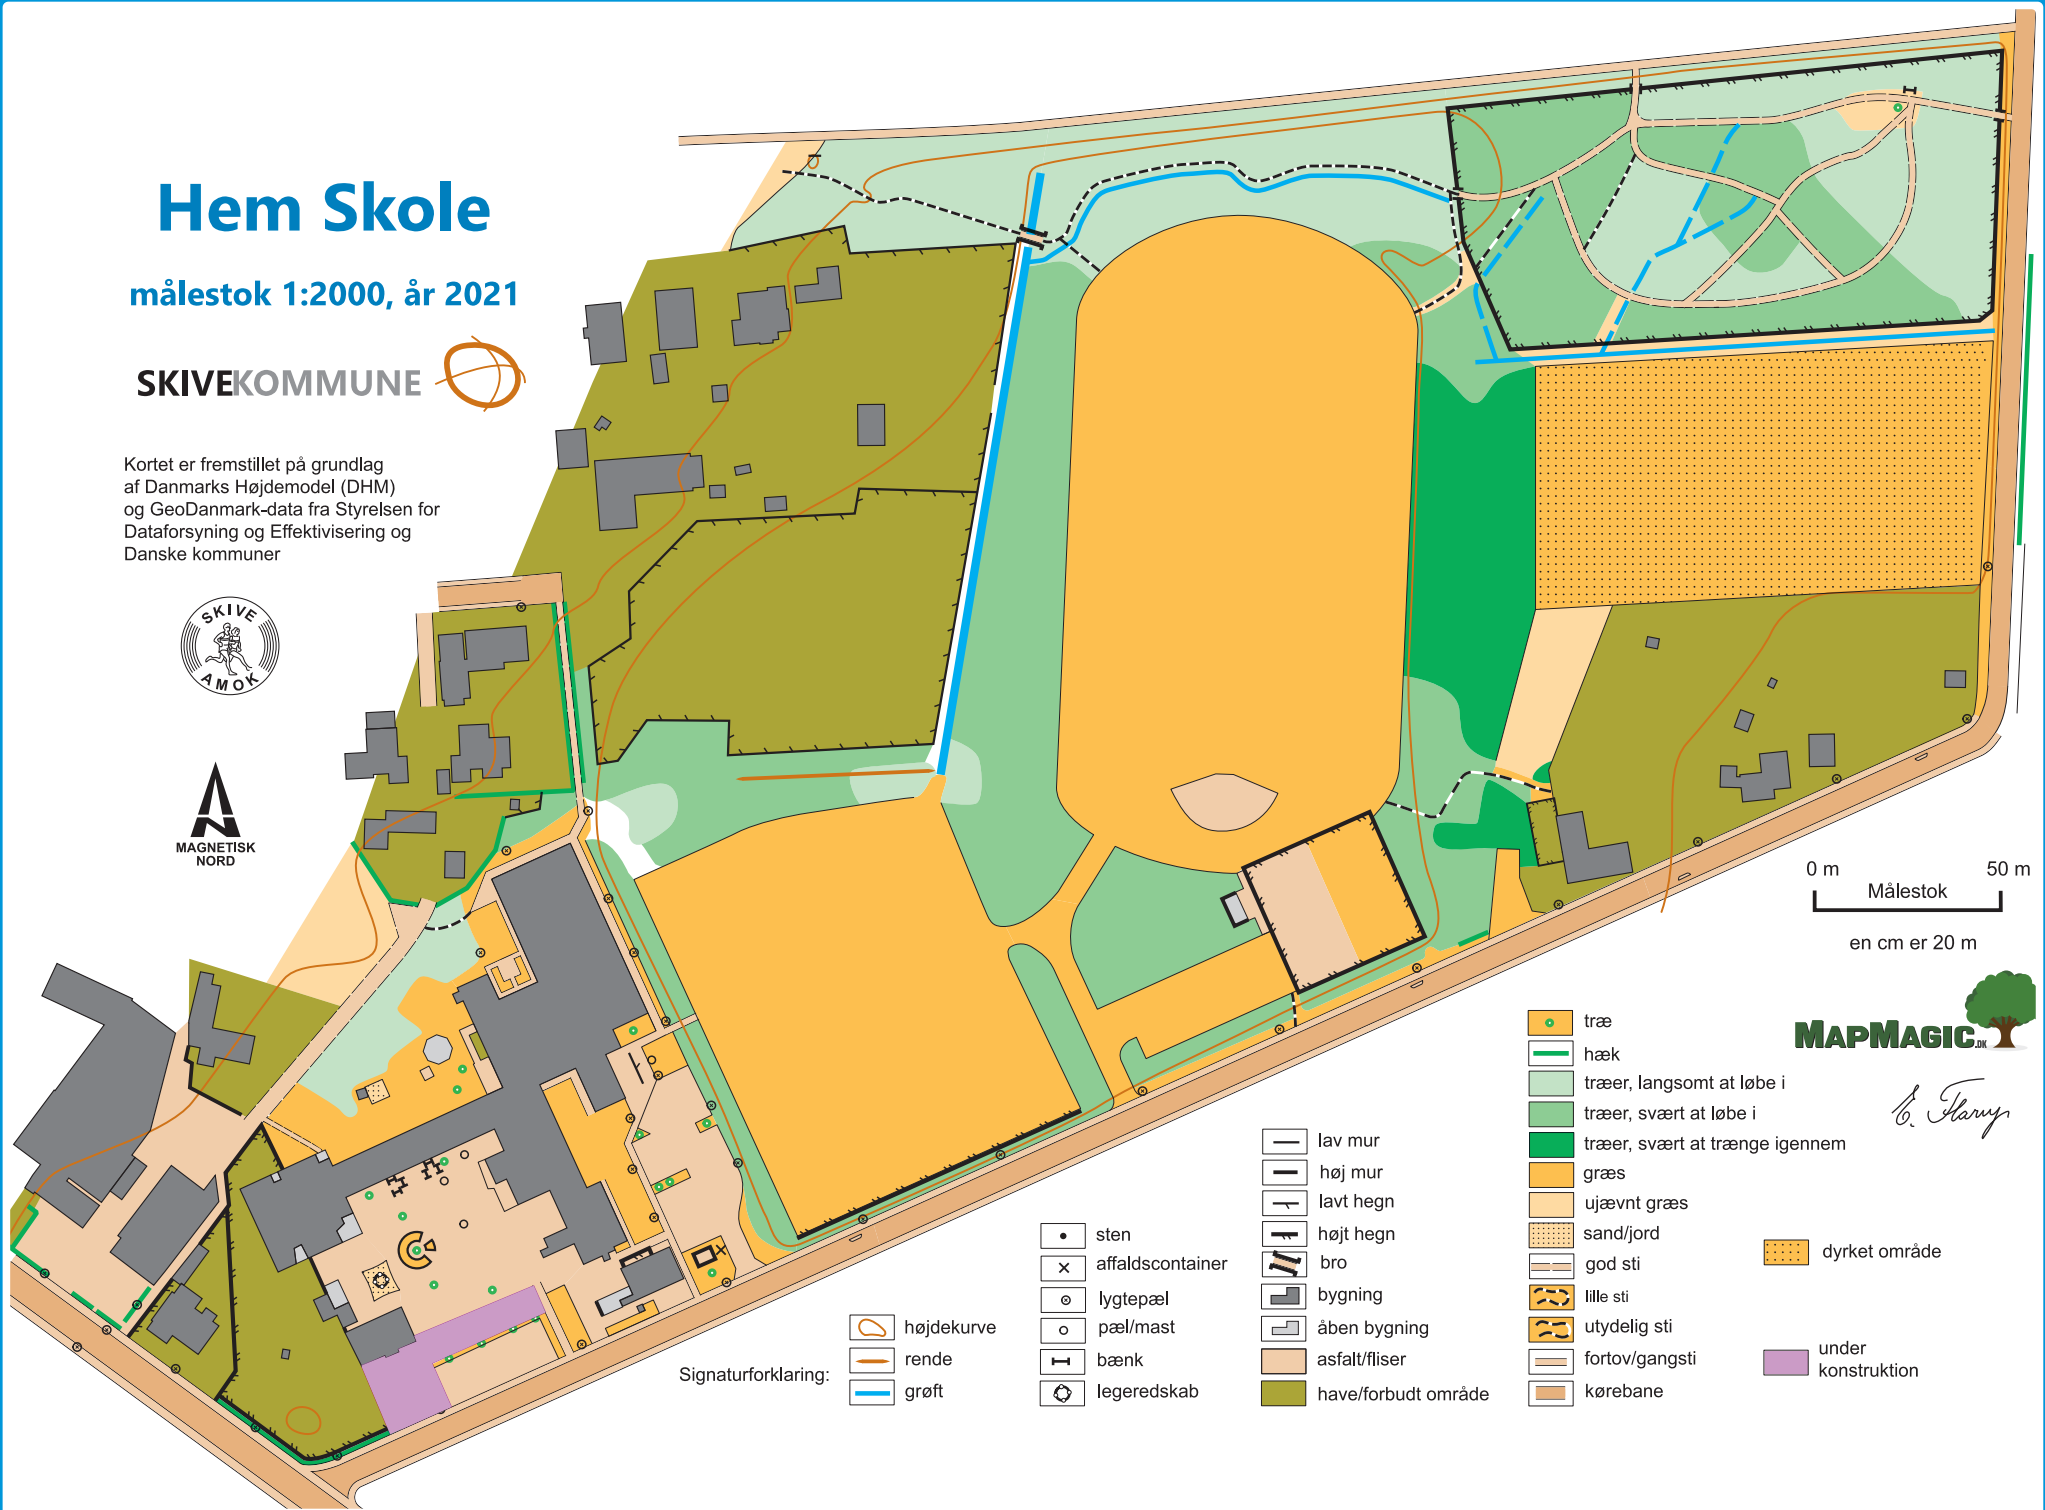 Hem Skole
målestok 1:2000, år 2021
SKIVEKOMMUNE
Kortet er fremstillet på grundlag
af Danmarks Højdemodel (DHM)
og GeoDanmark-data fra Styrelsen for
Dataforsyning og Effektivisering og
Danske kommuner
SKIVE
AMOK
MAGNETISK
NORD
0 m 50 m
Målestok
en cm er 20 m
MAPMAGIC.DK
Signaturforklaring:
højdekurve
rende
grøft
sten
affaldscontainer
lygtepæl
pæl/mast
bænk
legeredskab
lav mur
høj mur
lavt hegn
højt hegn
bro
bygning
åben bygning
asfalt/fliser
have/forbudt område
træ
hæk
træer, langsomt at løbe i
træer, svært at løbe i
træer, svært at trænge igennem
græs
ujævnt græs
sand/jord
god sti
lille sti
utydelig sti
fortov/gangsti
kørebane
dyrket område
under
konstruktion